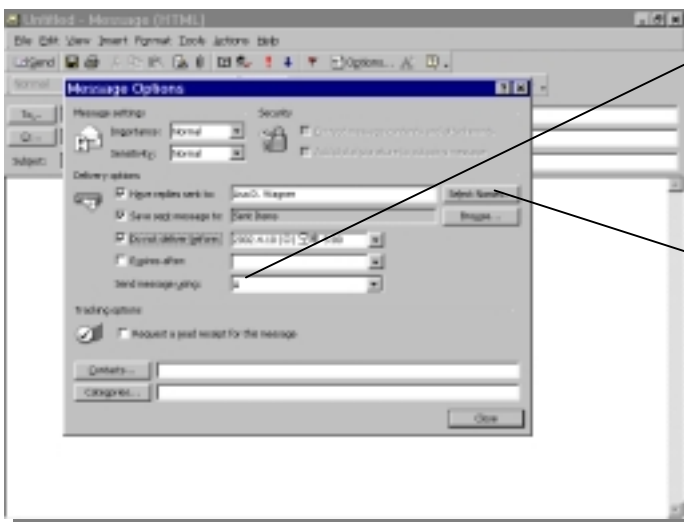 Untitled - Message (HTML)
File Edit View Insert Format Tools Actions Help
Send Options...
Normal
Message Options
To...
Cc...
Subject:
Message settings
Security
Importance: Normal
Sensitivity: Normal
Delivery options
Have replies sent to:
Wagner
Select Names...
Save sent message to: Sent Items
Browse...
Do not deliver before:
Expires after:
Send message using:
Tracking options
Request a read receipt for this message
Contacts...
Categories...
Close